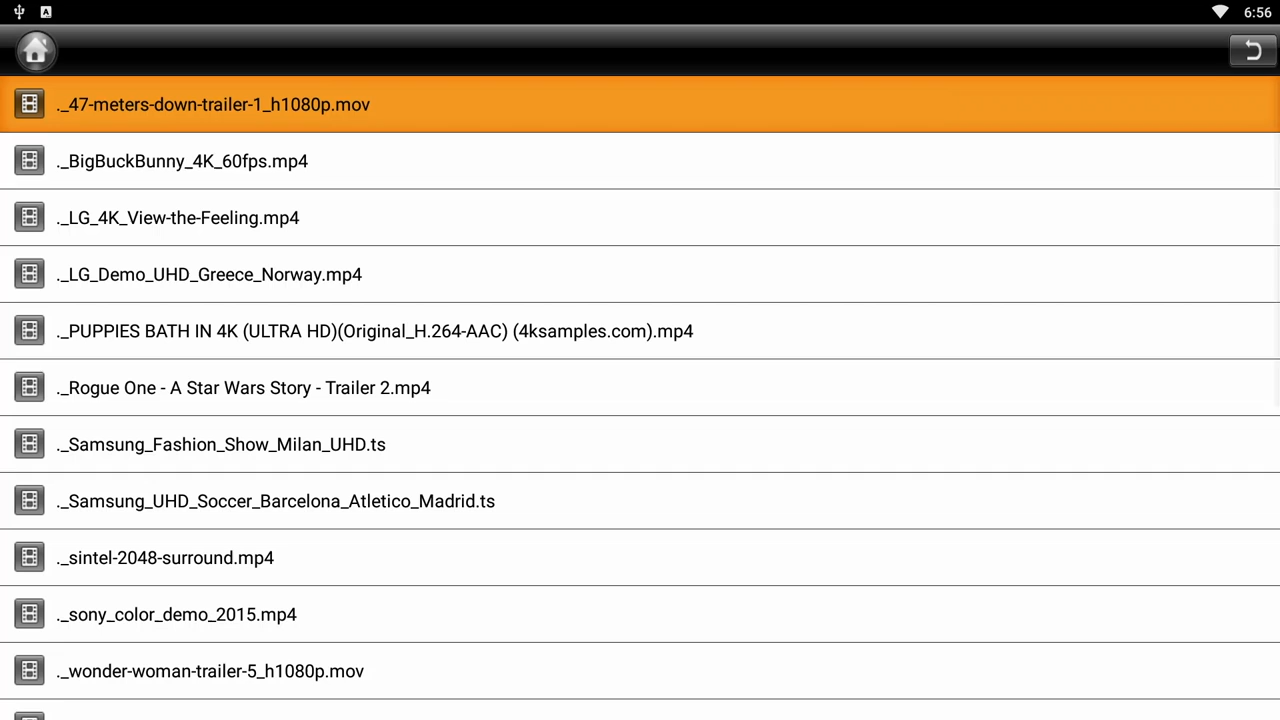 A
6:56
._47-meters-down-trailer-1_h1080p.mov
._BigBuckBunny_4K_60fps.mp4
._LG_4K_View-the-Feeling.mp4
._LG_Demo_UHD_Greece_Norway.mp4
._PUPPIES BATH IN 4K (ULTRA HD)(Original_H.264-AAC) (4ksamples.com).mp4
._Rogue One - A Star Wars Story - Trailer 2.mp4
._Samsung_Fashion_Show_Milan_UHD.ts
._Samsung_UHD_Soccer_Barcelona_Atletico_Madrid.ts
._sintel-2048-surround.mp4
._sony_color_demo_2015.mp4
._wonder-woman-trailer-5_h1080p.mov